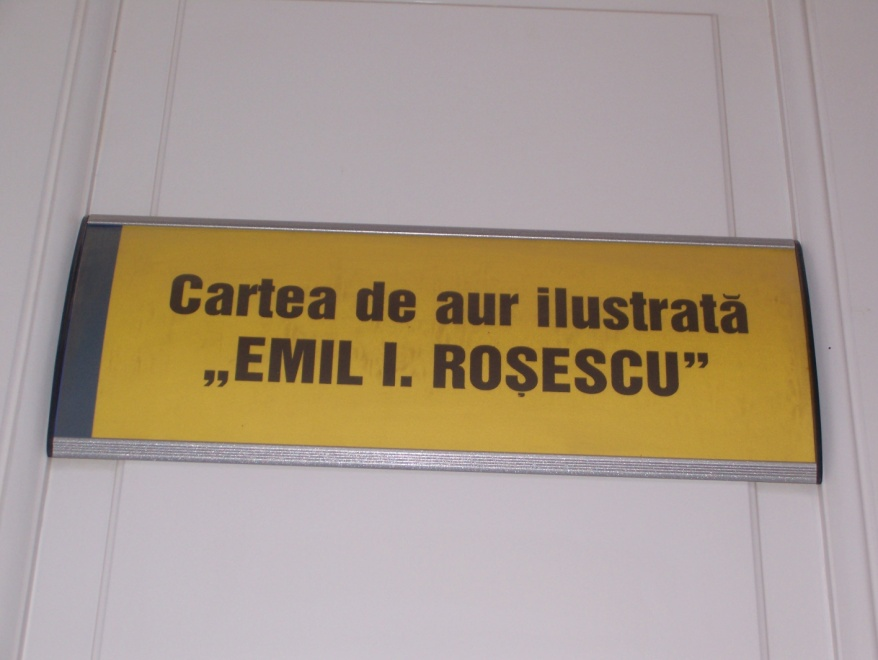 Cartea de aur ilustrată
„EMIL I. ROȘESCU”